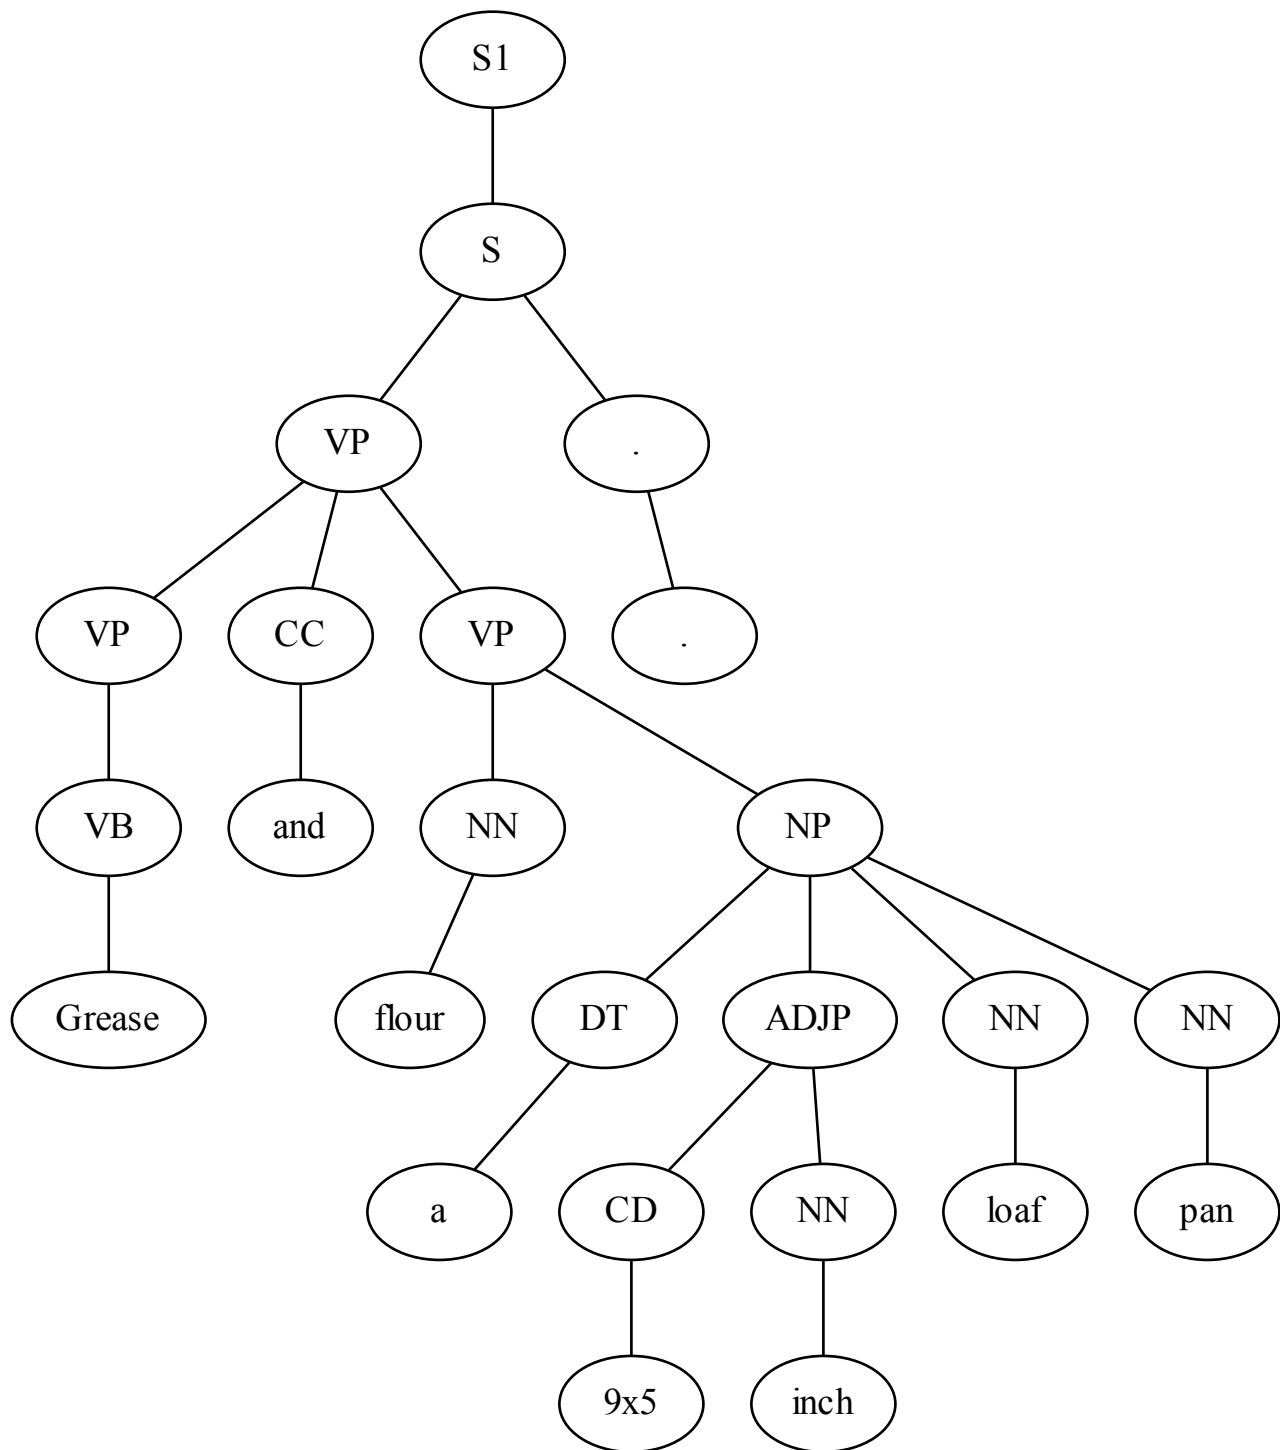 S1
S
VP .
VP CC VP .
VB and NN NP
Grease flour DT ADJP NN NN
a CD NN loaf pan
9x5 inch